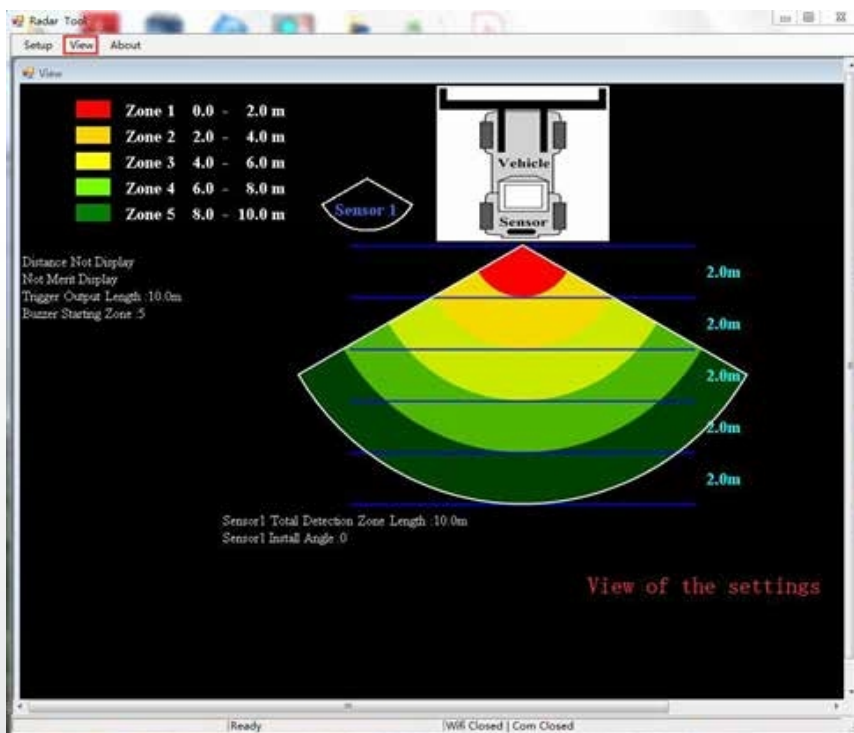 Radar Tool
Setup View About
View
Zone 1 0.0 - 2.0 m
Zone 2 2.0 - 4.0 m
Zone 3 4.0 - 6.0 m
Zone 4 6.0 - 8.0 m
Zone 5 8.0 - 10.0 m
Vehicle
Sensor 1
Sensor
Distance Not Display
Not Merit Display
Trigger Output Length :10.0m
Buzzer Starting Zone :5
2.0m
2.0m
2.0m
2.0m
2.0m
Sensor1 Total Detection Zone Length :10.0m
Sensor1 Install Angle :0
View of the settings
Ready Wifi Closed | Com Closed